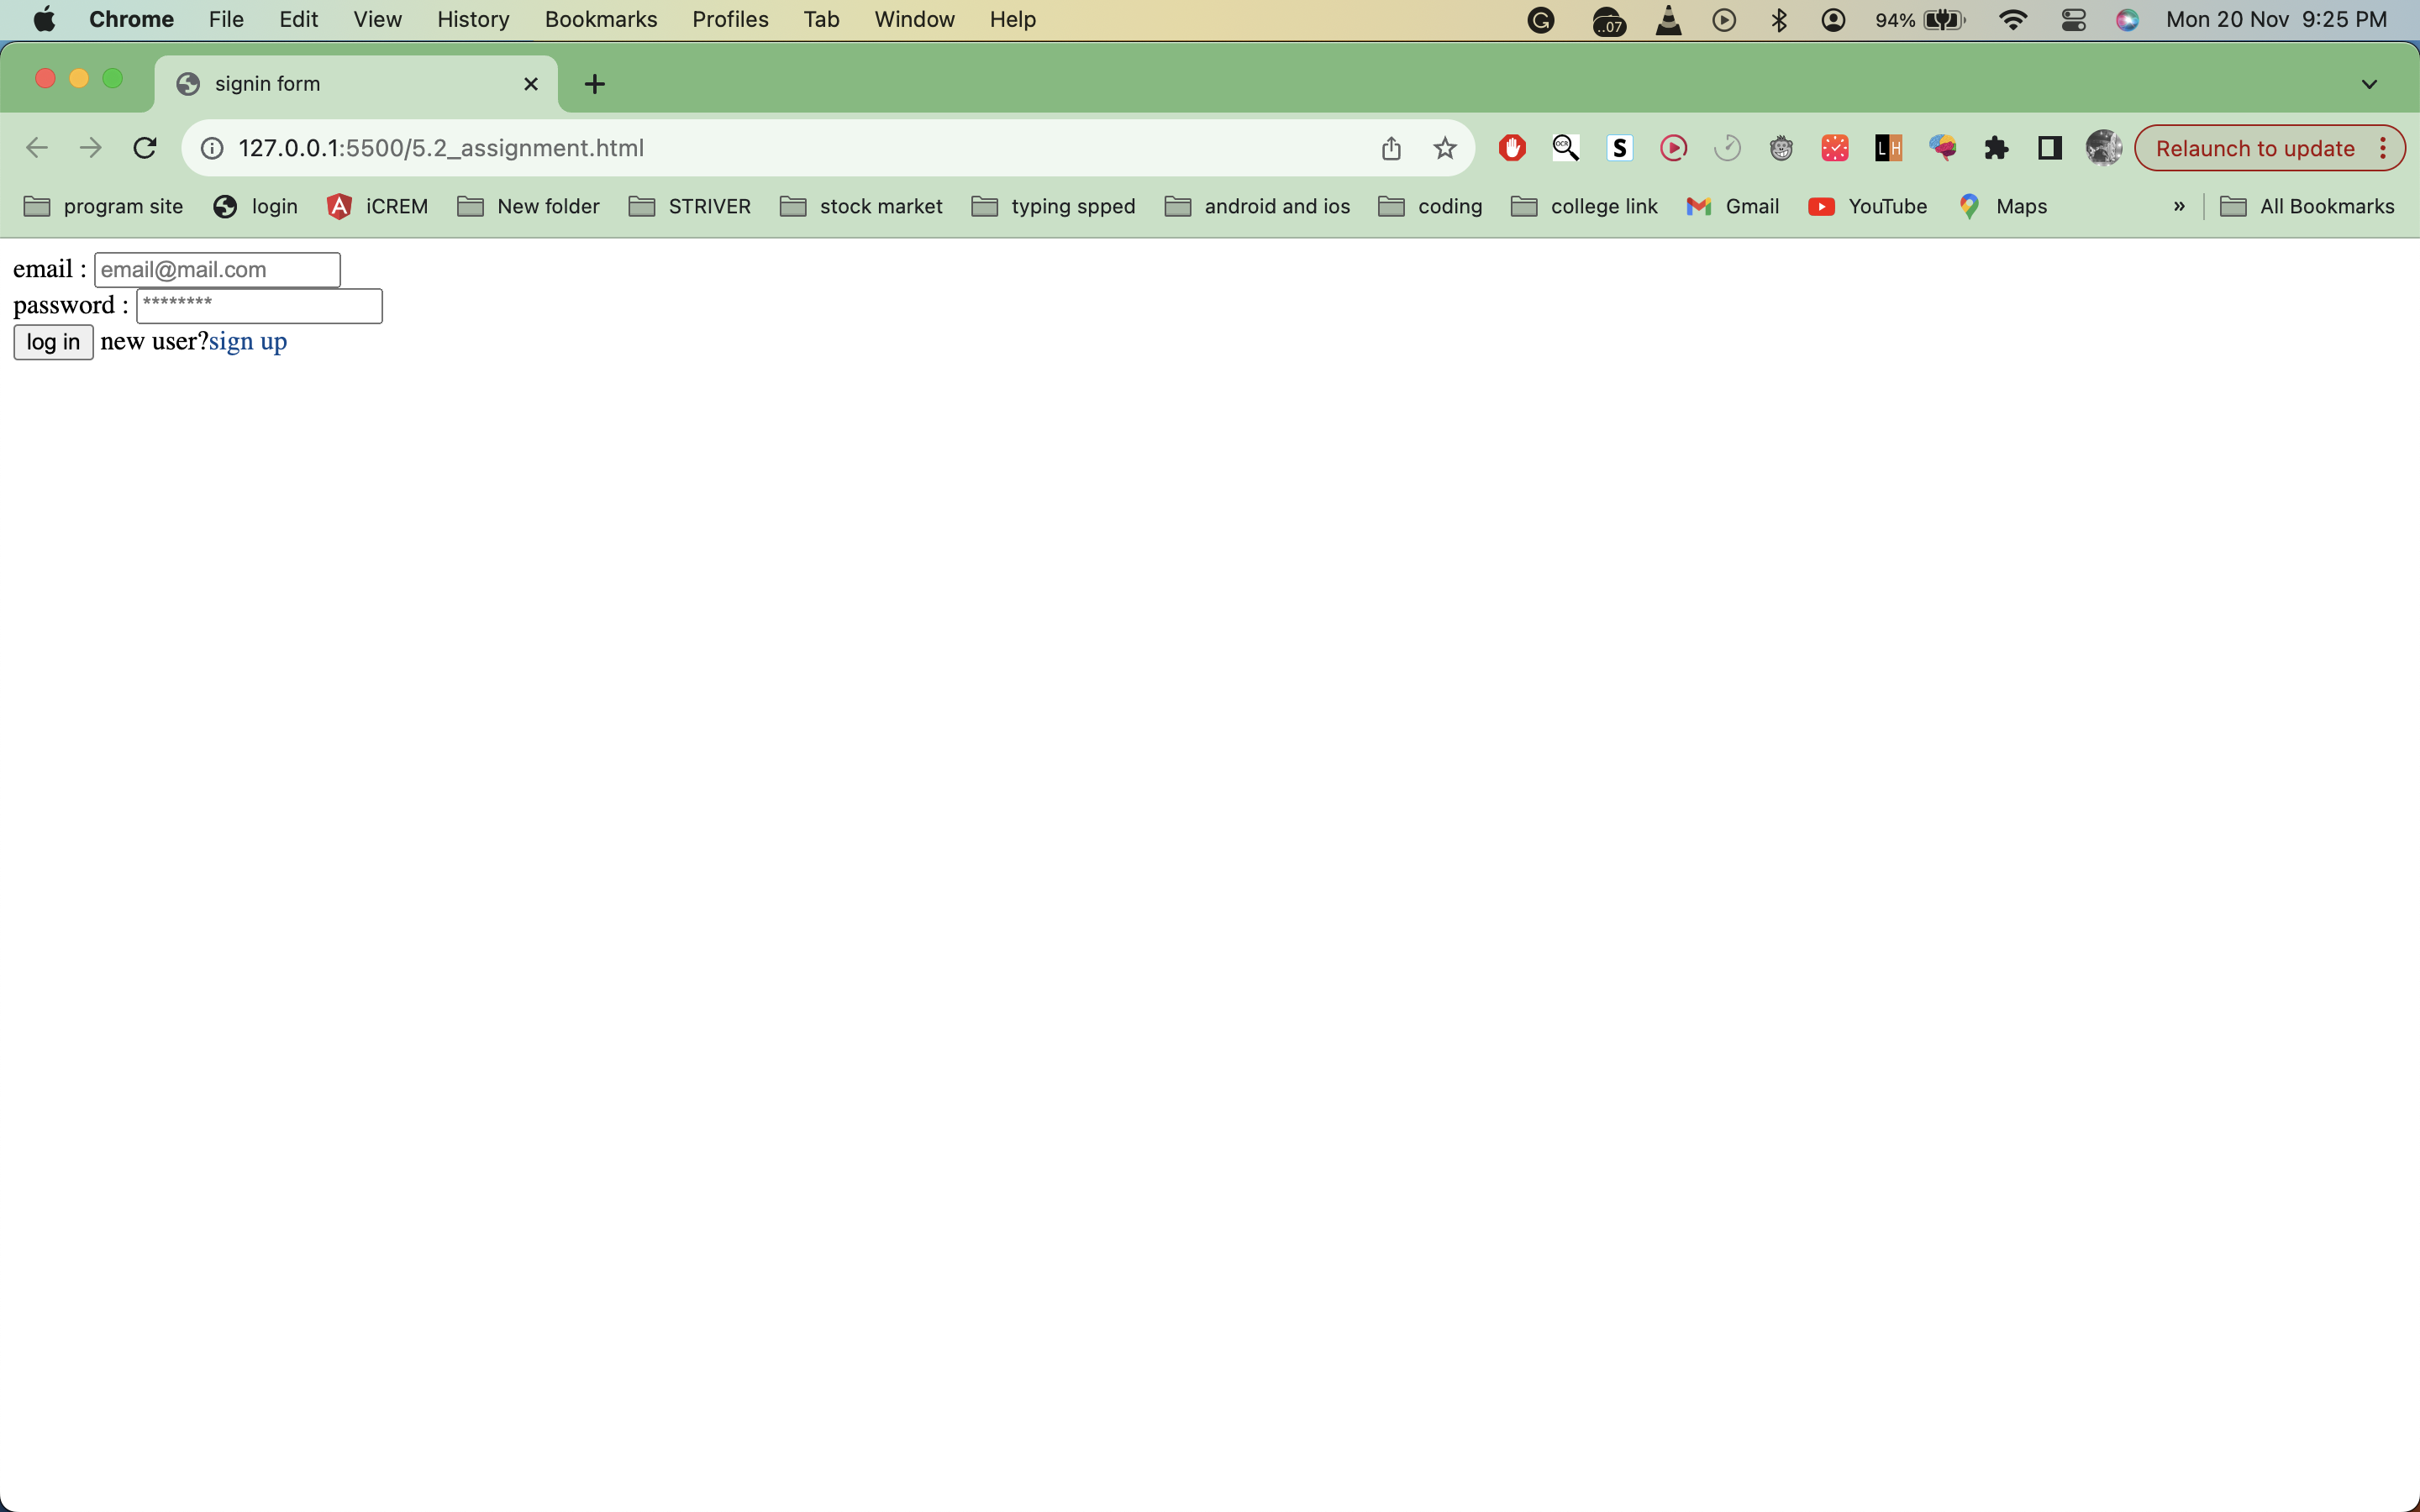 Chrome File Edit View History Bookmarks Profiles Tab Window Help ..07 94% Mon 20 Nov 9:25 PM
signin form
127.0.0.1:5500/5.2_assignment.html OCR S L H Relaunch to update
program site login iCREM New folder STRIVER stock market typing spped android and ios coding college link Gmail YouTube Maps » All Bookmarks
email : email@mail.com
password : ********
log in new user?sign up